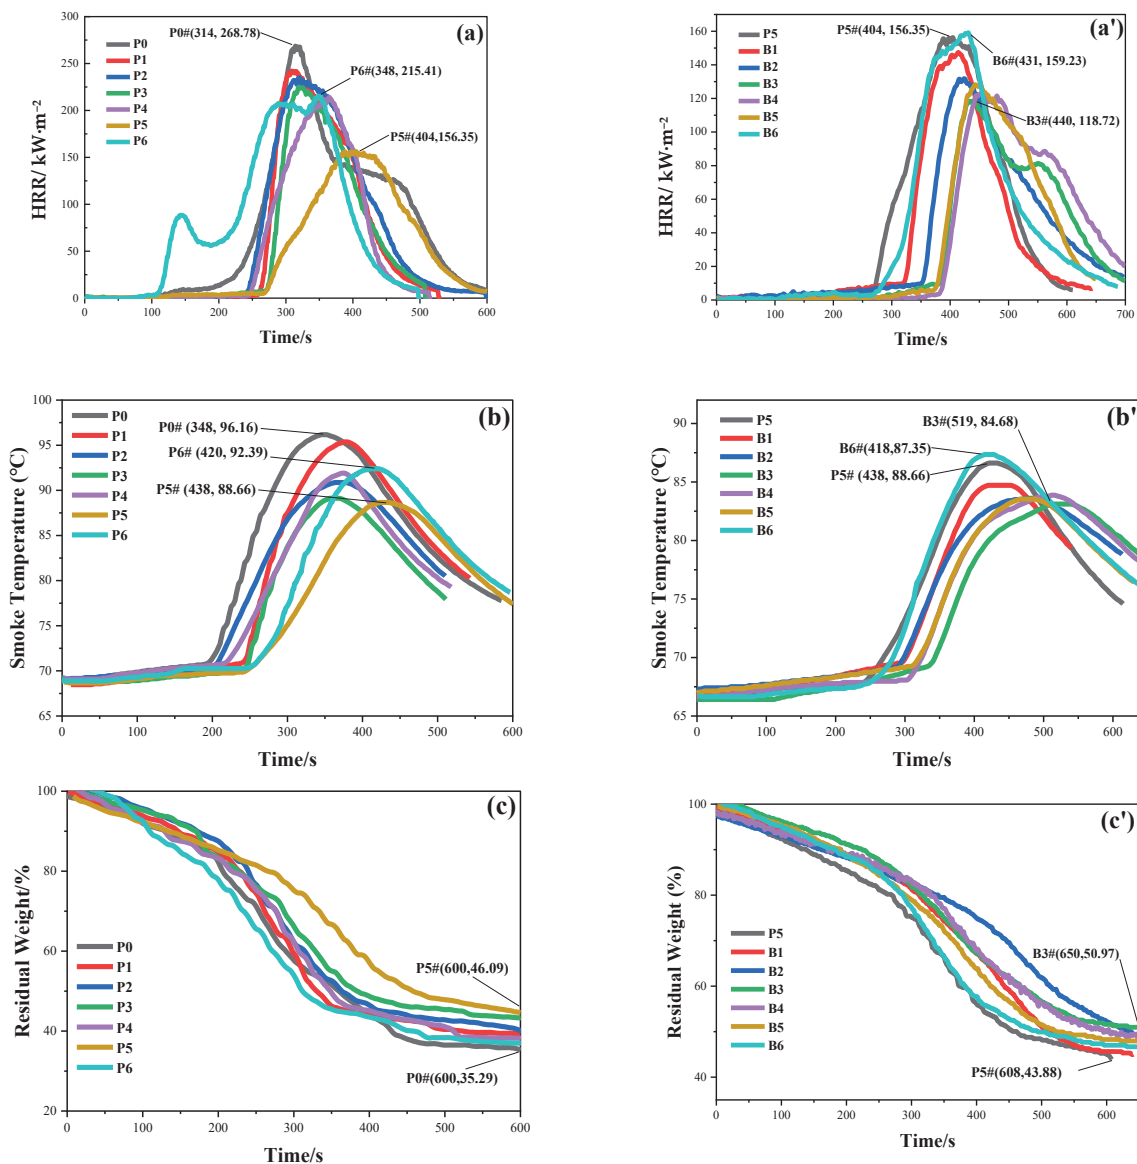 (a)
P0#(314, 268.78)
P6#(348, 215.41)
P5#(404,156.35)
P0
P1
P2
P3
P4
P5
P6
HRR/ kW·m⁻²
300
250
200
150
100
50
0
0 100 200 300 400 500 600
Time/s
(a')
P5#(404, 156.35)
B6#(431, 159.23)
B3#(440, 118.72)
P5
B1
B2
B3
B4
B5
B6
HRR/ kW·m⁻²
160
140
120
100
80
60
40
20
0
0 100 200 300 400 500 600 700
Time/s
(b)
P0# (348, 96.16)
P6# (420, 92.39)
P5# (438, 88.66)
P0
P1
P2
P3
P4
P5
P6
Smoke Temperature (°C)
100
95
90
85
80
75
70
65
0 100 200 300 400 500 600
Time/s
(b'
B3#(519, 84.68)
B6#(418,87.35)
P5# (438, 88.66)
P5
B1
B2
B3
B4
B5
B6
Smoke Temperature (°C)
90
85
80
75
70
65
0 100 200 300 400 500 600
Time/s
(c)
P5#(600,46.09)
P0#(600,35.29)
P0
P1
P2
P3
P4
P5
P6
Residual Weight/%
100
80
60
40
20
0 100 200 300 400 500 600
Time/s
(c')
B3#(650,50.97)
P5#(608,43.88)
P5
B1
B2
B3
B4
B5
B6
Residual Weight (%)
100
80
60
40
0 100 200 300 400 500 600
Time/s